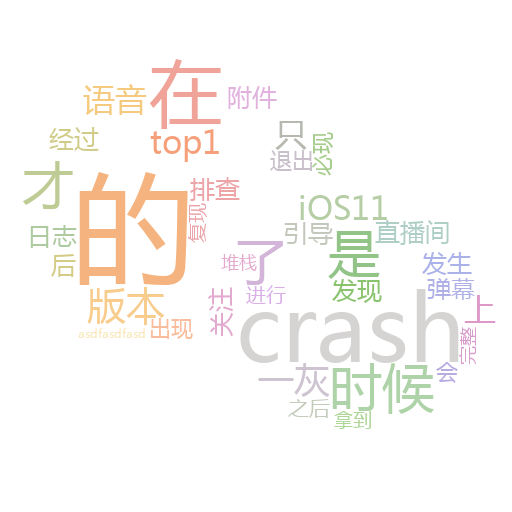 在
语音
附件
top1
只
必现
经过
退出
才
排查
的
iOS11
复现
日志
引导
直播间
了
是
后
堆栈
发生
版本
关注
进行
发现
弹幕
crash
上
asdfasdfasd
出现
完整
一灰
时候
会
之后
拿到